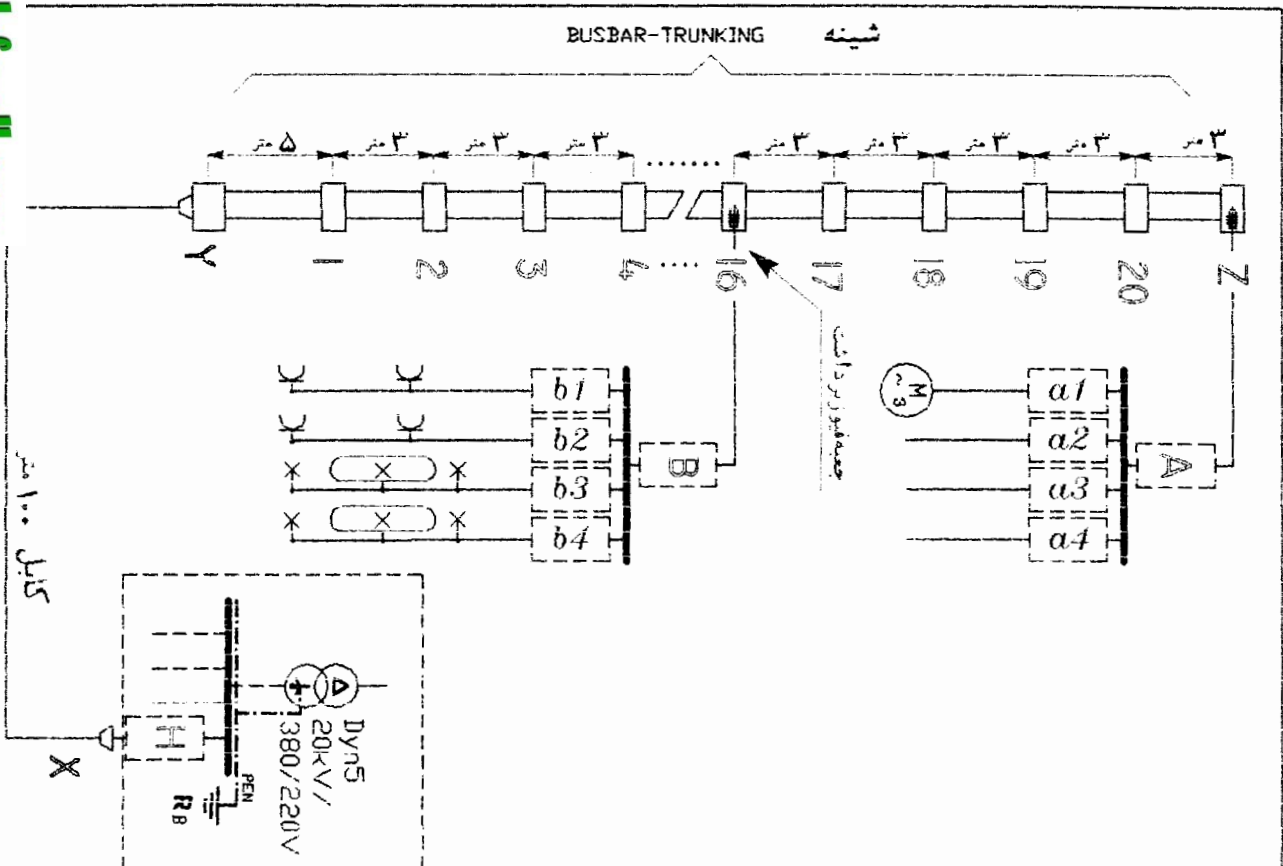 شینه BUSBAR-TRUNKING
۵ متر ۳ متر ۳ متر ۳ متر ....... ۳ متر ۳ متر ۳ متر ۳ متر ۳ متر
Y 1 2 3 4 .... 16 17 18 19 20 Z
جعبه فیوز برداشت
b1
b2
b3
b4
B
M
3~
a1
a2
a3
a4
A
کابل ۱۰۰ متر
X
H
Dyn5
20kV/
380/220V
PEN
RB